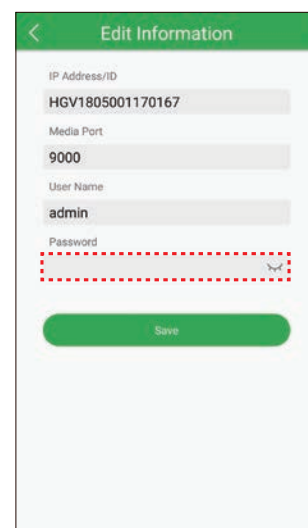 Edit Information
IP Address/ID
HGV1805001170167
Media Port
9000
User Name
admin
Password
Save